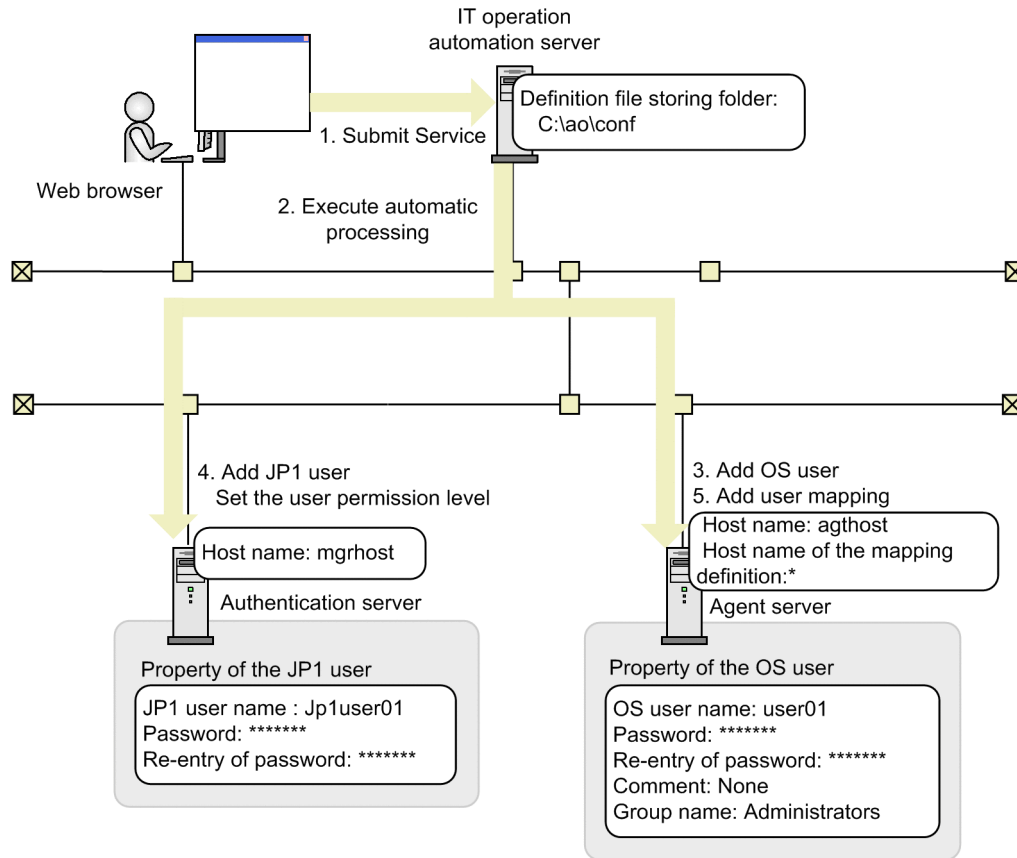 IT operation
automation server
Definition file storing folder:
C:\ao\conf
1. Submit Service
Web browser
2. Execute automatic
processing
4. Add JP1 user
Set the user permission level
3. Add OS user
5. Add user mapping
Host name: mgrhost
Host name: agthost
Host name of the mapping
definition:*
Authentication server
Agent server
Property of the JP1 user
JP1 user name : Jp1user01
Password: *******
Re-entry of password: *******
Property of the OS user
OS user name: user01
Password: *******
Re-entry of password: *******
Comment: None
Group name: Administrators